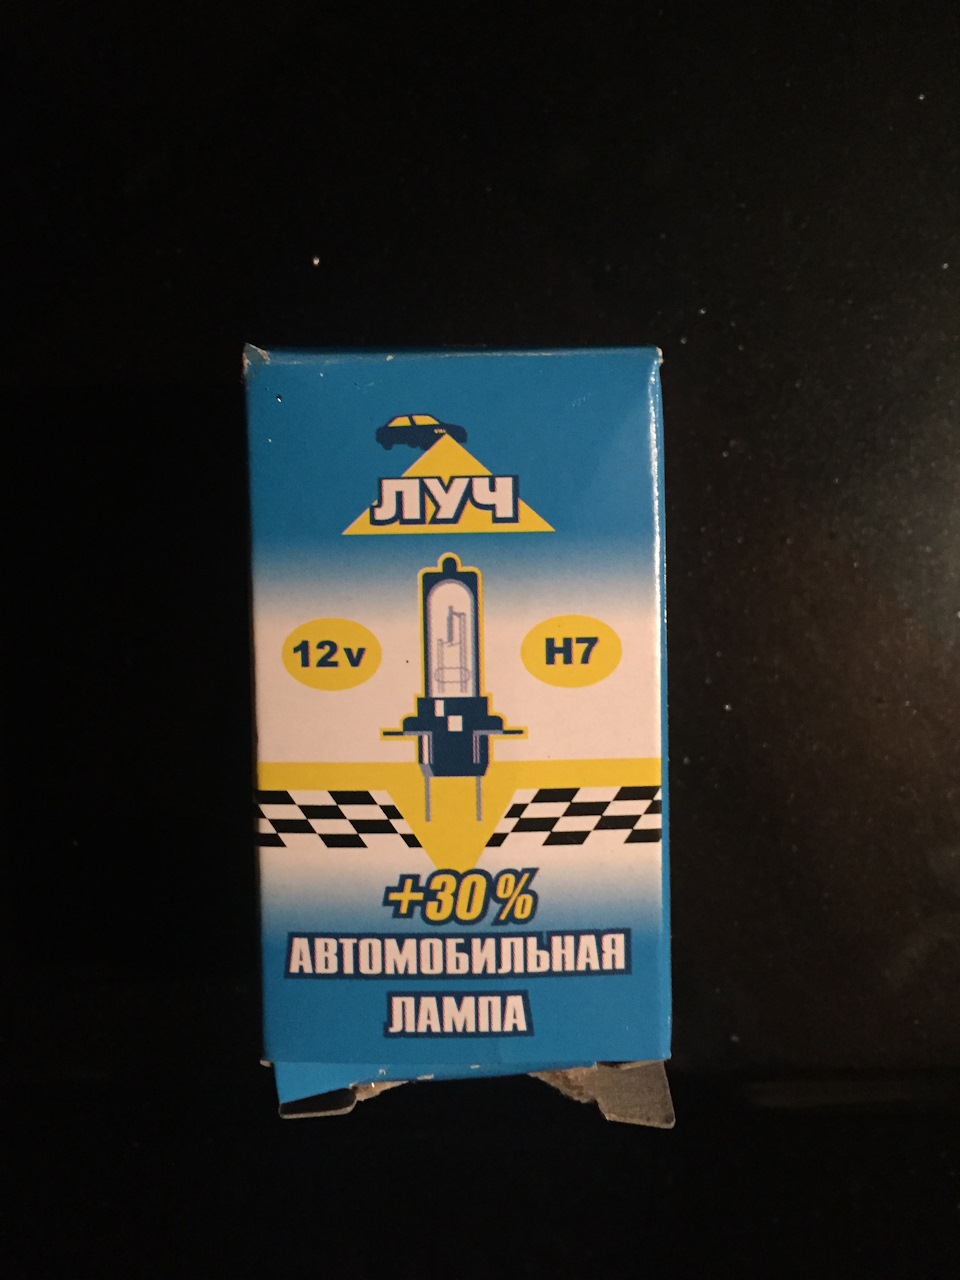 ЛУЧ
12v
H7
+30%
АВТОМОБИЛЬНАЯ
ЛАМПА